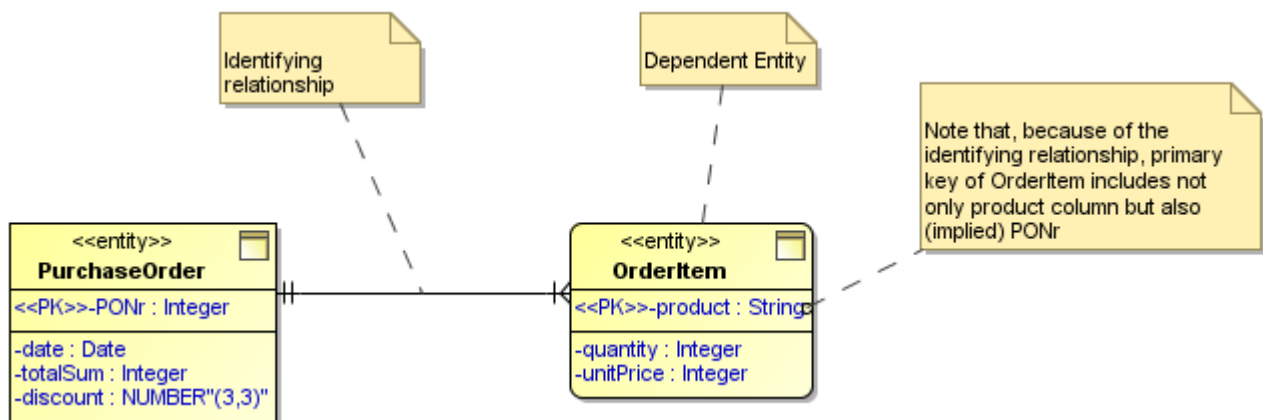 Identifying
relationship
Dependent Entity
Note that, because of the
identifying relationship, primary
key of OrderItem includes not
only product column but also
(implied) PONr
<<entity>>
PurchaseOrder
<<PK>>-PONr : Integer
-date : Date
-totalSum : Integer
-discount : NUMBER"(3,3)"
<<entity>>
OrderItem
<<PK>>-product : String
-quantity : Integer
-unitPrice : Integer